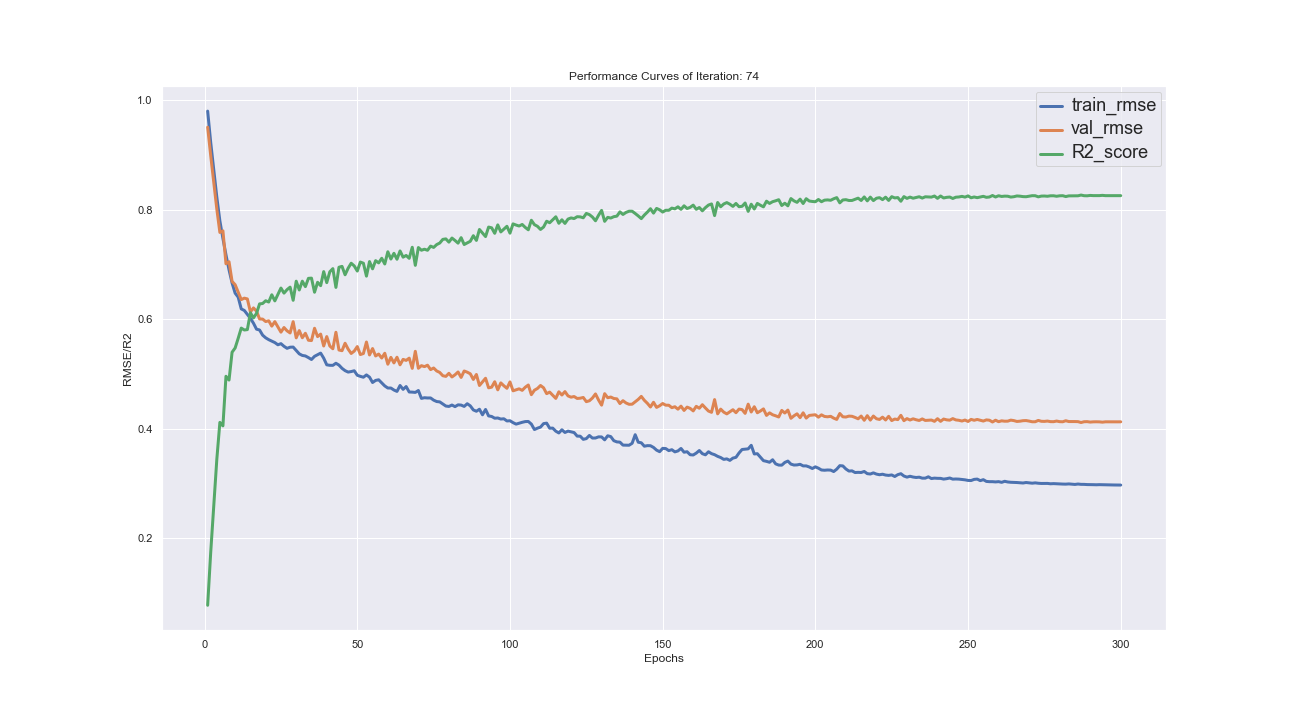 Performance Curves of Iteration: 74
train_rmse
val_rmse
R2_score
RMSE/R2
1.0
0.8
0.6
0.4
0.2
0 50 100 150 200 250 300
Epochs